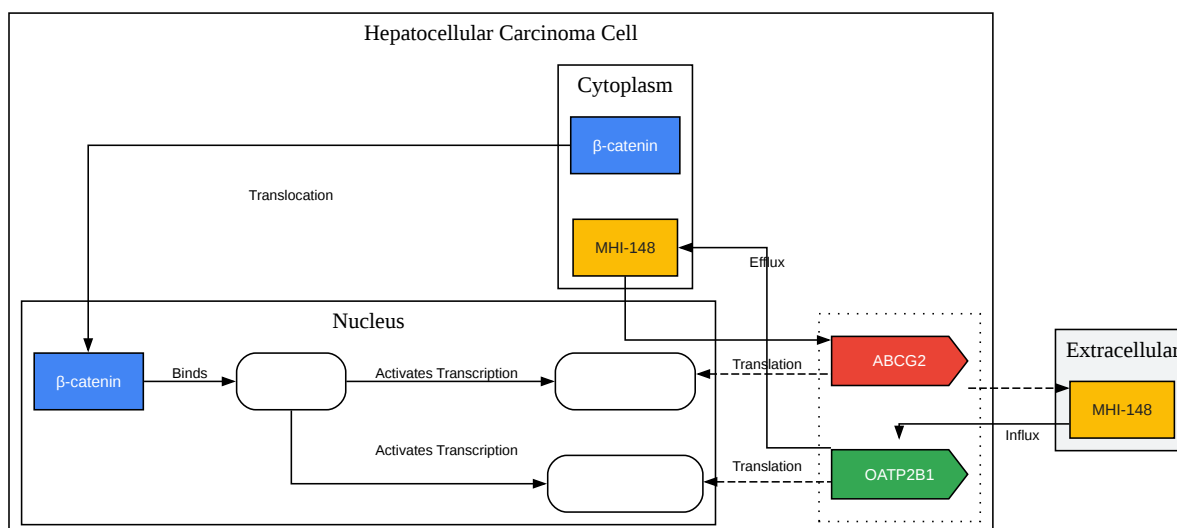 Hepatocellular Carcinoma Cell
Cytoplasm
β-catenin
Translocation
MHI-148
Efflux
Nucleus
β-catenin
Binds
Activates Transcription
Activates Transcription
Translation
Translation
ABCG2
OATP2B1
Influx
Extracellular
MHI-148